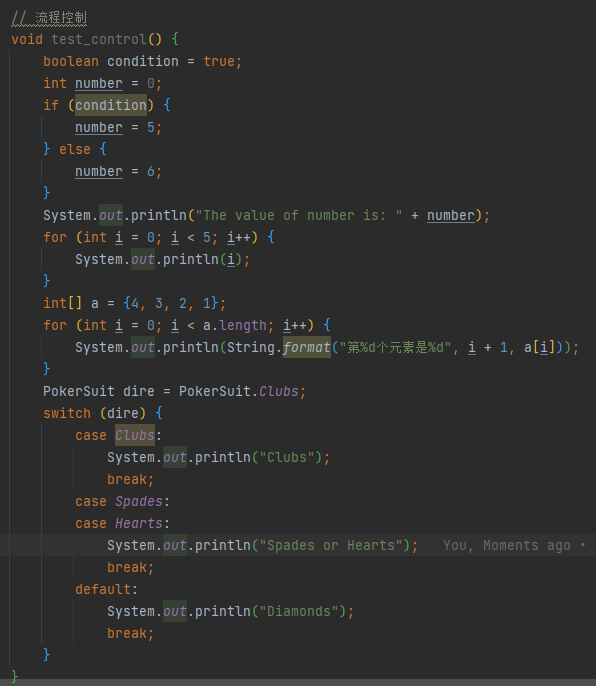 // 流程控制
void test_control() {
    boolean condition = true;
    int number = 0;
    if (condition) {
        number = 5;
    } else {
        number = 6;
    }
    System.out.println("The value of number is: " + number);
    for (int i = 0; i < 5; i++) {
        System.out.println(i);
    }
    int[] a = {4, 3, 2, 1};
    for (int i = 0; i < a.length; i++) {
        System.out.println(String.format("第%d个元素是%d", i + 1, a[i]));
    }
    PokerSuit dire = PokerSuit.Clubs;
    switch (dire) {
        case Clubs:
            System.out.println("Clubs");
            break;
        case Spades:
        case Hearts:
            System.out.println("Spades or Hearts");    You, Moments ago •
            break;
        default:
            System.out.println("Diamonds");
            break;
    }
}